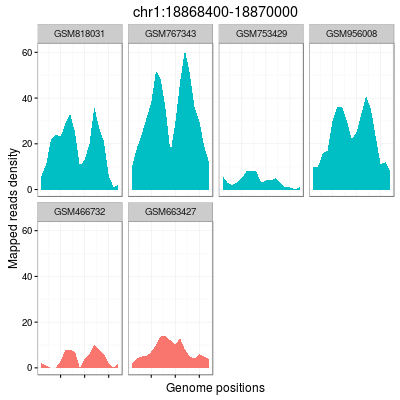 chr1:18868400-18870000
GSM818031 GSM767343 GSM753429 GSM956008
60
40
20
0
GSM466732 GSM663427
60
40
20
0
Mapped reads density
Genome positions